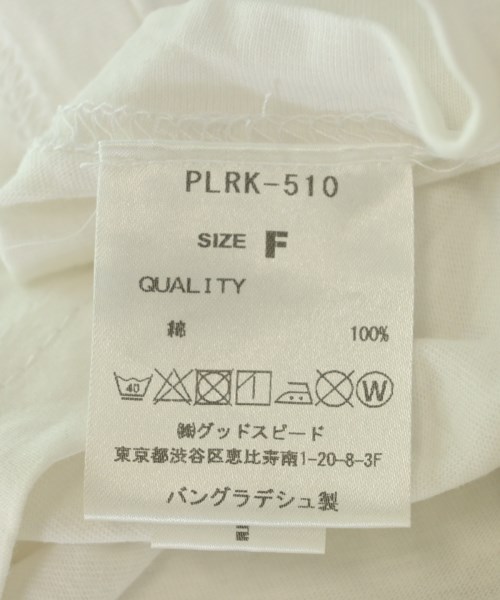 PLRK-510
SIZE F
QUALITY
綿 100%
40 W
㈱グッドスピード
東京都渋谷区恵比寿南1-20-8-3F
バングラデシュ製